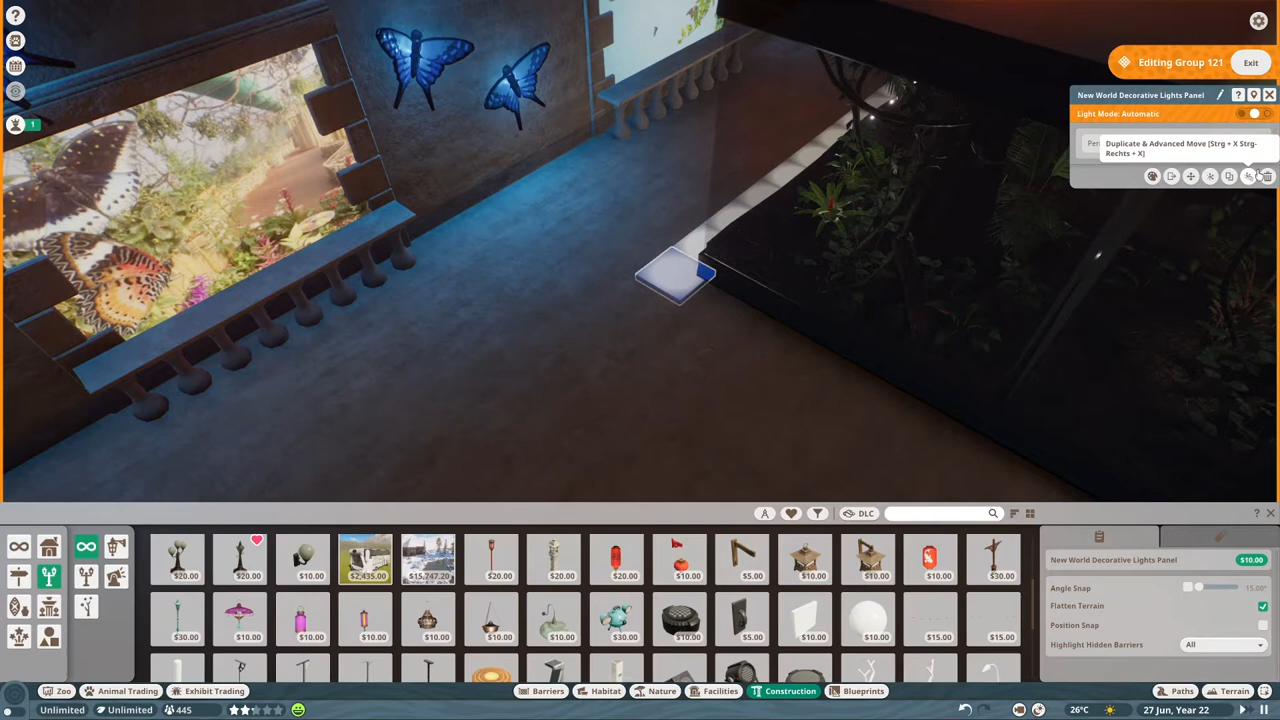 Editing Group 121
Exit
New World Decorative Lights Panel
Light Mode: Automatic
Duplicate & Advanced Move [Strg + X Strg-
Rechts + X]
1
DLC
$20.00 $20.00 $10.00 $2,435.00 $15,747.20 $20.00 $20.00 $20.00 $10.00 $5.00 $10.00 $10.00 $10.00 $30.00
$30.00 $10.00 $10.00 $10.00 $10.00 $10.00 $10.00 $30.00 $10.00 $5.00 $10.00 $10.00 $15.00 $15.00
New World Decorative Lights Panel $10.00
Angle Snap 15.00°
Flatten Terrain
Position Snap
Highlight Hidden Barriers All
Zoo Animal Trading Exhibit Trading Barriers Habitat Nature Facilities Construction Blueprints Paths Terrain
Unlimited Unlimited 445 26°C 27 Jun, Year 22